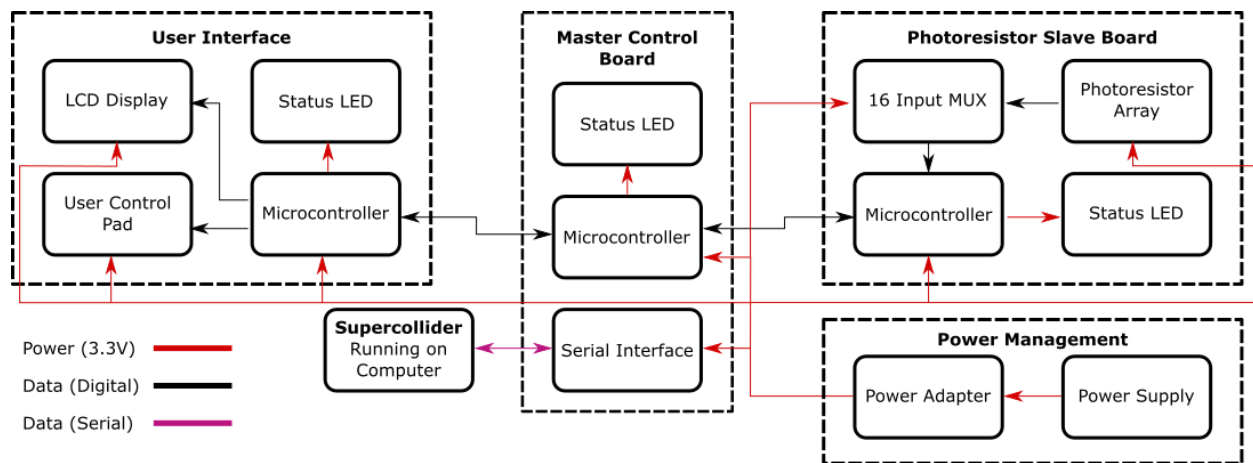 User Interface
LCD Display
Status LED
User Control
Pad
Microcontroller
Master Control
Board
Status LED
Microcontroller
Serial Interface
Photoresistor Slave Board
16 Input MUX
Photoresistor
Array
Microcontroller
Status LED
Supercollider
Running on
Computer
Power Management
Power Adapter
Power Supply
Power (3.3V)
Data (Digital)
Data (Serial)